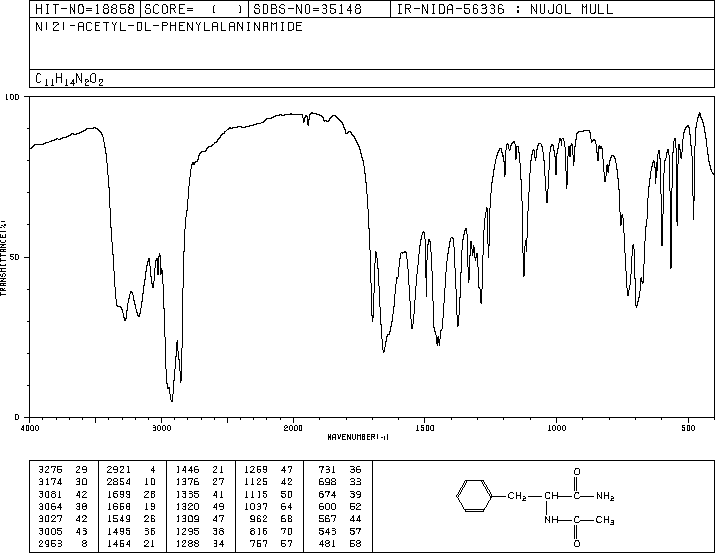 HIT-NO=18858 SCORE= ( ) SDBS-NO=35148 IR-NIDA-56336 : NUJOL MULL
N(2)-ACETYL-DL-PHENYLALANINAMIDE
C11H14N2O2
100
50
0
TRANSMITTANCE(%)
4000 3000 2000 1500 1000 500
WAVENUMBER(-1)
3276 29 2921 4 1446 21 1269 47 731 36
3174 30 2854 10 1376 27 1125 42 698 33
3081 42 1699 28 1335 41 1115 50 674 39
3064 38 1658 19 1320 49 1037 64 600 52
3027 42 1549 26 1309 47 962 68 567 44
3005 43 1495 36 1295 38 816 70 543 57
2953 8 1464 21 1288 34 757 57 481 58
O O
CH2 CH C NH2
NH C CH3
O